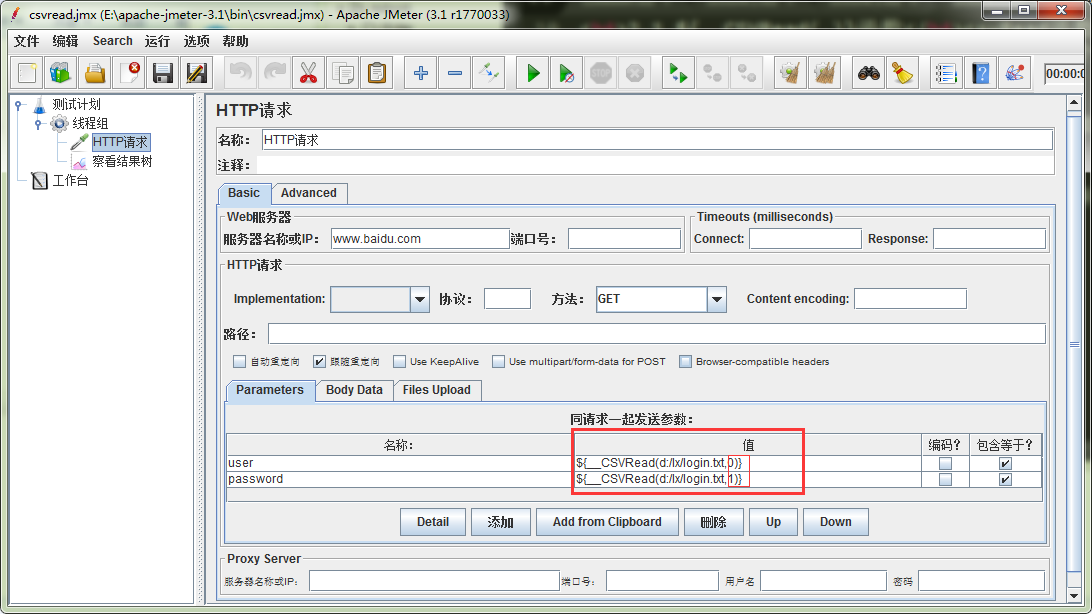 csvread.jmx (E:\apache-jmeter-3.1\bin\csvread.jmx) - Apache JMeter (3.1 r1770033)
文件 编辑 Search 运行 选项 帮助
STOP
00:00:0
测试计划
线程组
HTTP请求
察看结果树
工作台
HTTP请求
名称： HTTP请求
注释：
Basic Advanced
Web服务器
服务器名称或IP： www.baidu.com 端口号：
Timeouts (milliseconds)
Connect: Response:
HTTP请求
Implementation: 协议： 方法： GET Content encoding:
路径：
自动重定向 跟随重定向 Use KeepAlive Use multipart/form-data for POST Browser-compatible headers
Parameters Body Data Files Upload
同请求一起发送参数：
名称： 值 编码？ 包含等于？
user ${__CSVRead(d:/lx/login.txt,0)}
password ${__CSVRead(d:/lx/login.txt,1)}
Detail 添加 Add from Clipboard 删除 Up Down
Proxy Server
服务器名称或IP： 端口号： 用户名 密码